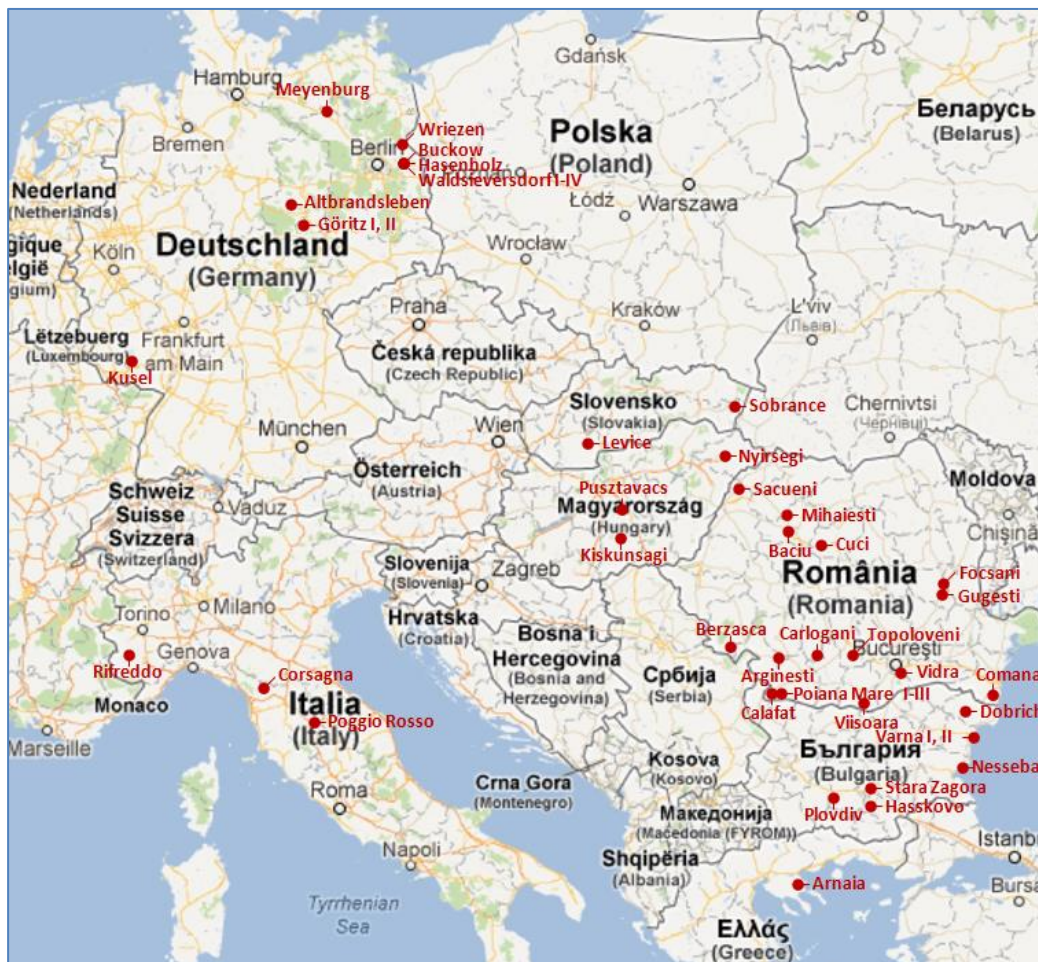 Gdańsk
Hamburg
Meyenburg
Беларусь
(Belarus)
Bremen
Wriezen
Polska
(Poland)
Buckow
Berlin
Hasenholz
Waldsieversdorf I-IV
Nederland
(Netherlands)
Altbrandsleben
Warszawa
Łódź
Göritz I, II
Deutschland
(Germany)
gique
gië
gium)
Köln
Wrocław
Praha
Kraków
L'viv
(Львів)
Lëtzebuerg
(Luxembourg)
Frankfurt
am Main
Česká republika
(Czech Republic)
Kusel
Slovensko
(Slovakia)
Sobrance
Chernivtsi
(Чернівці)
München
Wien
Levice
Nyirsegi
Österreich
(Austria)
Moldova
Schweiz
Suisse
Svizzera
(Switzerland)
Vaduz
Pusztavacs
Magyarország
(Hungary)
Sacueni
Mihaiesti
Chișină
Kiskunsagi
Baciu
Cuci
Slovenija
(Slovenia)
Zagreb
România
(Romania)
Focsani
Gugesti
Torino
Milano
Hrvatska
(Croatia)
Bosna i
Hercegovina
(Bosnia and
Herzegovina)
Berzasca
Carlogani
Topoloveni
București
Genova
Rifreddo
Corsagna
Србија
(Serbia)
Arginesti
Vidra
Comana
Monaco
Italia
(Italy)
Poiana Mare I-III
Calafat
Viisoara
Dobrich
Marseille
Poggio Rosso
Varna I, II
Kosova
(Kosovo)
България
(Bulgaria)
Nesseba
Crna Gora
(Montenegro)
Stara Zagora
Roma
Plovdiv
Hasskovo
Македонија
(Macedonia (FYROM))
Istanbu
Napoli
Shqipëria
(Albania)
Arnaia
Bursa
Tyrrhenian
Sea
Ελλάς
(Greece)